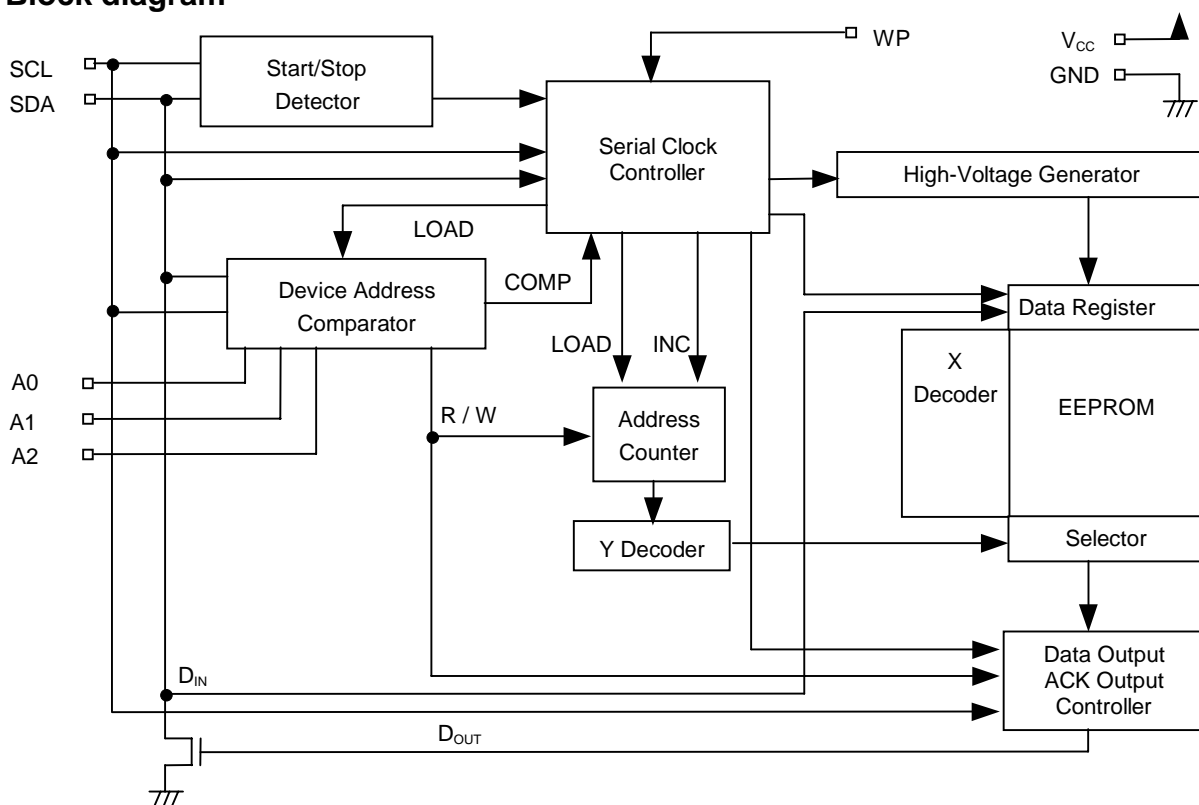 Block diagram
SCL
SDA
Start/Stop
Detector
WP
VCC
GND
Serial Clock
Controller
High-Voltage Generator
LOAD
COMP
Device Address
Comparator
LOAD
INC
Data Register
X
Decoder
EEPROM
A0
A1
A2
R / W
Address
Counter
Y Decoder
Selector
Data Output
ACK Output
Controller
DIN
DOUT